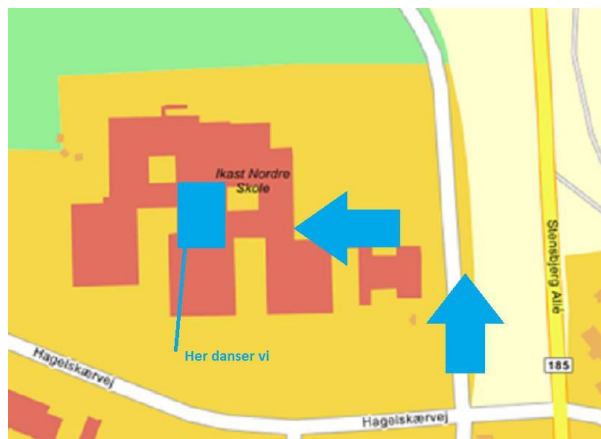 Ikast Nordre
Skole
Stensbjerg Allé
Her danser vi
185
Hagelskærvej
Hagelskærvej